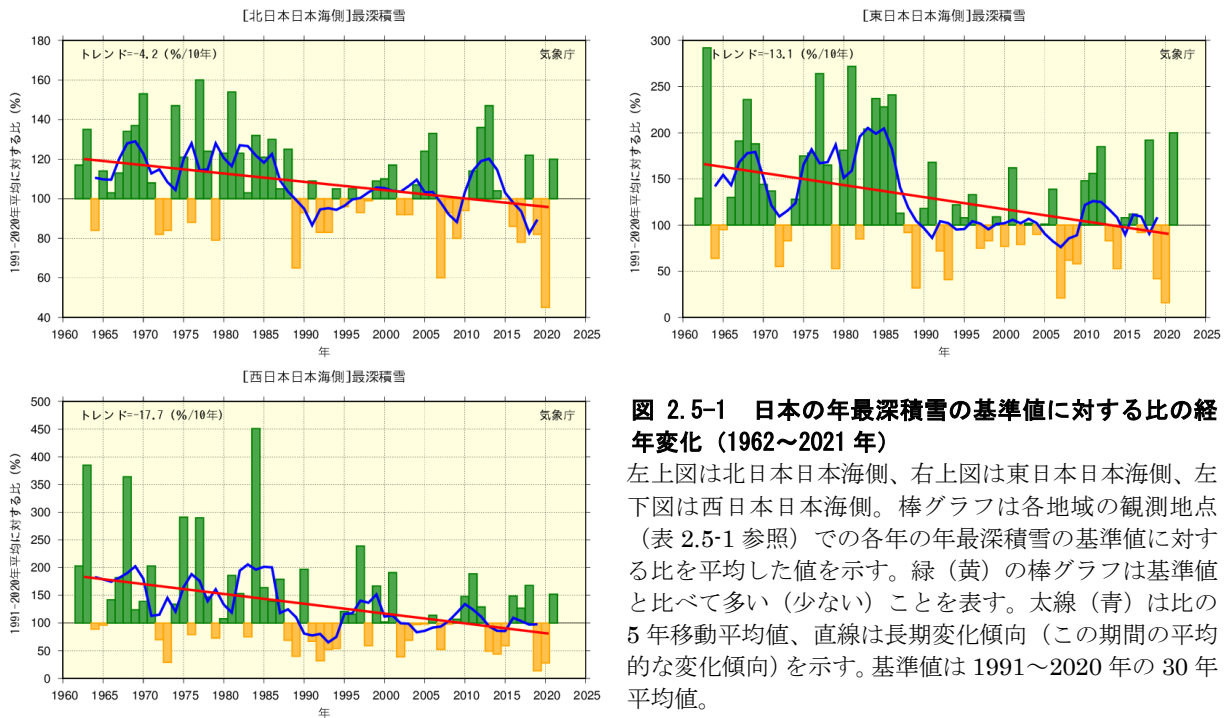 [北日本日本海側]最深積雪
トレンド=-4.2 (%/10年)
気象庁
1991-2020年平均に対する比 (%)
180
160
140
120
100
80
60
40
1960 1965 1970 1975 1980 1985 1990 1995 2000 2005 2010 2015 2020 2025
年
[東日本日本海側]最深積雪
トレンド=-13.1 (%/10年)
気象庁
1991-2020年平均に対する比 (%)
300
250
200
150
100
50
0
1960 1965 1970 1975 1980 1985 1990 1995 2000 2005 2010 2015 2020 2025
年
[西日本日本海側]最深積雪
トレンド=-17.7 (%/10年)
気象庁
1991-2020年平均に対する比 (%)
500
450
400
350
300
250
200
150
100
50
0
1960 1965 1970 1975 1980 1985 1990 1995 2000 2005 2010 2015 2020 2025
年
図 2.5-1 日本の年最深積雪の基準値に対する比の経
年変化（1962～2021 年）
左上図は北日本日本海側、右上図は東日本日本海側、左
下図は西日本日本海側。棒グラフは各地域の観測地点
（表 2.5-1 参照）での各年の年最深積雪の基準値に対す
る比を平均した値を示す。緑（黄）の棒グラフは基準値
と比べて多い（少ない）ことを表す。太線（青）は比の
5 年移動平均値、直線は長期変化傾向（この期間の平均
的な変化傾向）を示す。基準値は 1991～2020 年の 30 年
平均値。